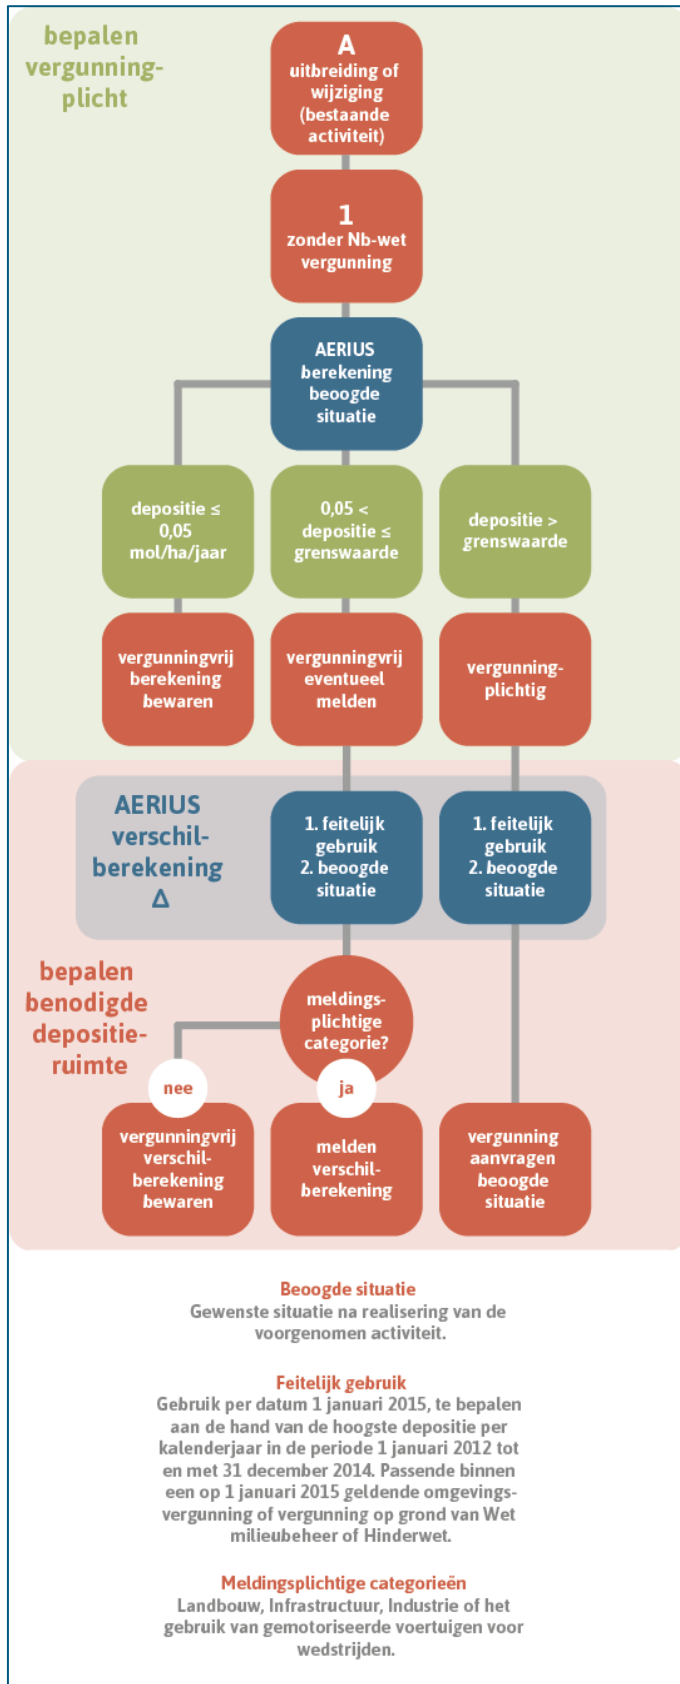 bepalen
vergunning-
plicht
A
uitbreiding of
wijziging
(bestaande
activiteit)
1
zonder Nb-wet
vergunning
AERIUS
berekening
beoogde
situatie
depositie ≤
0,05
mol/ha/jaar
0,05 <
depositie ≤
grenswaarde
depositie >
grenswaarde
vergunningvrij
berekening
bewaren
vergunningvrij
eventueel
melden
vergunning-
plichtig
AERIUS
verschil-
berekening
Δ
1. feitelijk
gebruik
2. beoogde
situatie
1. feitelijk
gebruik
2. beoogde
situatie
bepalen
benodigde
depositie-
ruimte
meldings-
plichtige
categorie?
nee
ja
vergunningvrij
verschil-
berekening
bewaren
melden
verschil-
berekening
vergunning
aanvragen
beoogde
situatie
Beoogde situatie
Gewenste situatie na realisering van de
voorgenomen activiteit.
Feitelijk gebruik
Gebruik per datum 1 januari 2015, te bepalen
aan de hand van de hoogste depositie per
kalenderjaar in de periode 1 januari 2012 tot
en met 31 december 2014. Passende binnen
een op 1 januari 2015 geldende omgevings-
vergunning of vergunning op grond van Wet
milieubeheer of Hinderwet.
Meldingsplichtige categorieën
Landbouw, Infrastructuur, Industrie of het
gebruik van gemotoriseerde voertuigen voor
wedstrijden.